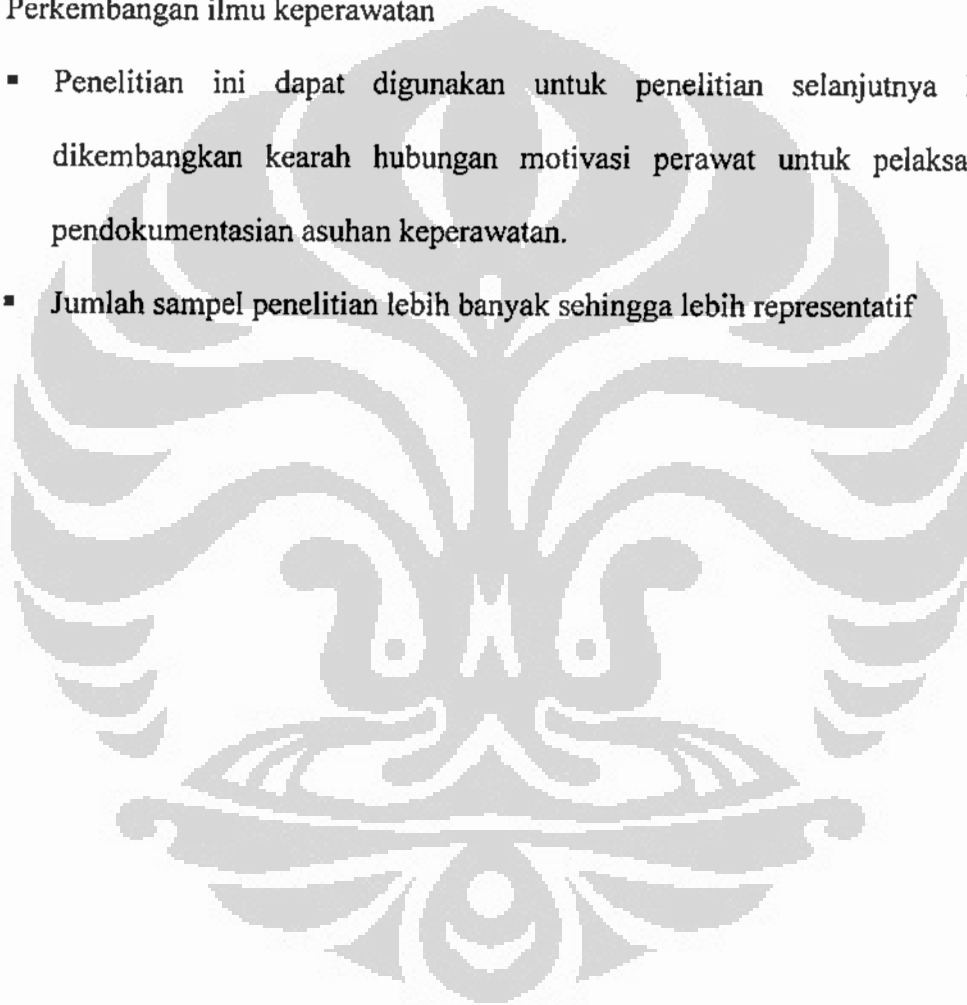 Perkembangan ilmu keperawatan
▪ Penelitian ini dapat digunakan untuk penelitian selanjutnya
dikembangkan kearah hubungan motivasi perawat untuk pelaksa
pendokumentasian asuhan keperawatan.
▪ Jumlah sampel penelitian lebih banyak sehingga lebih representatif